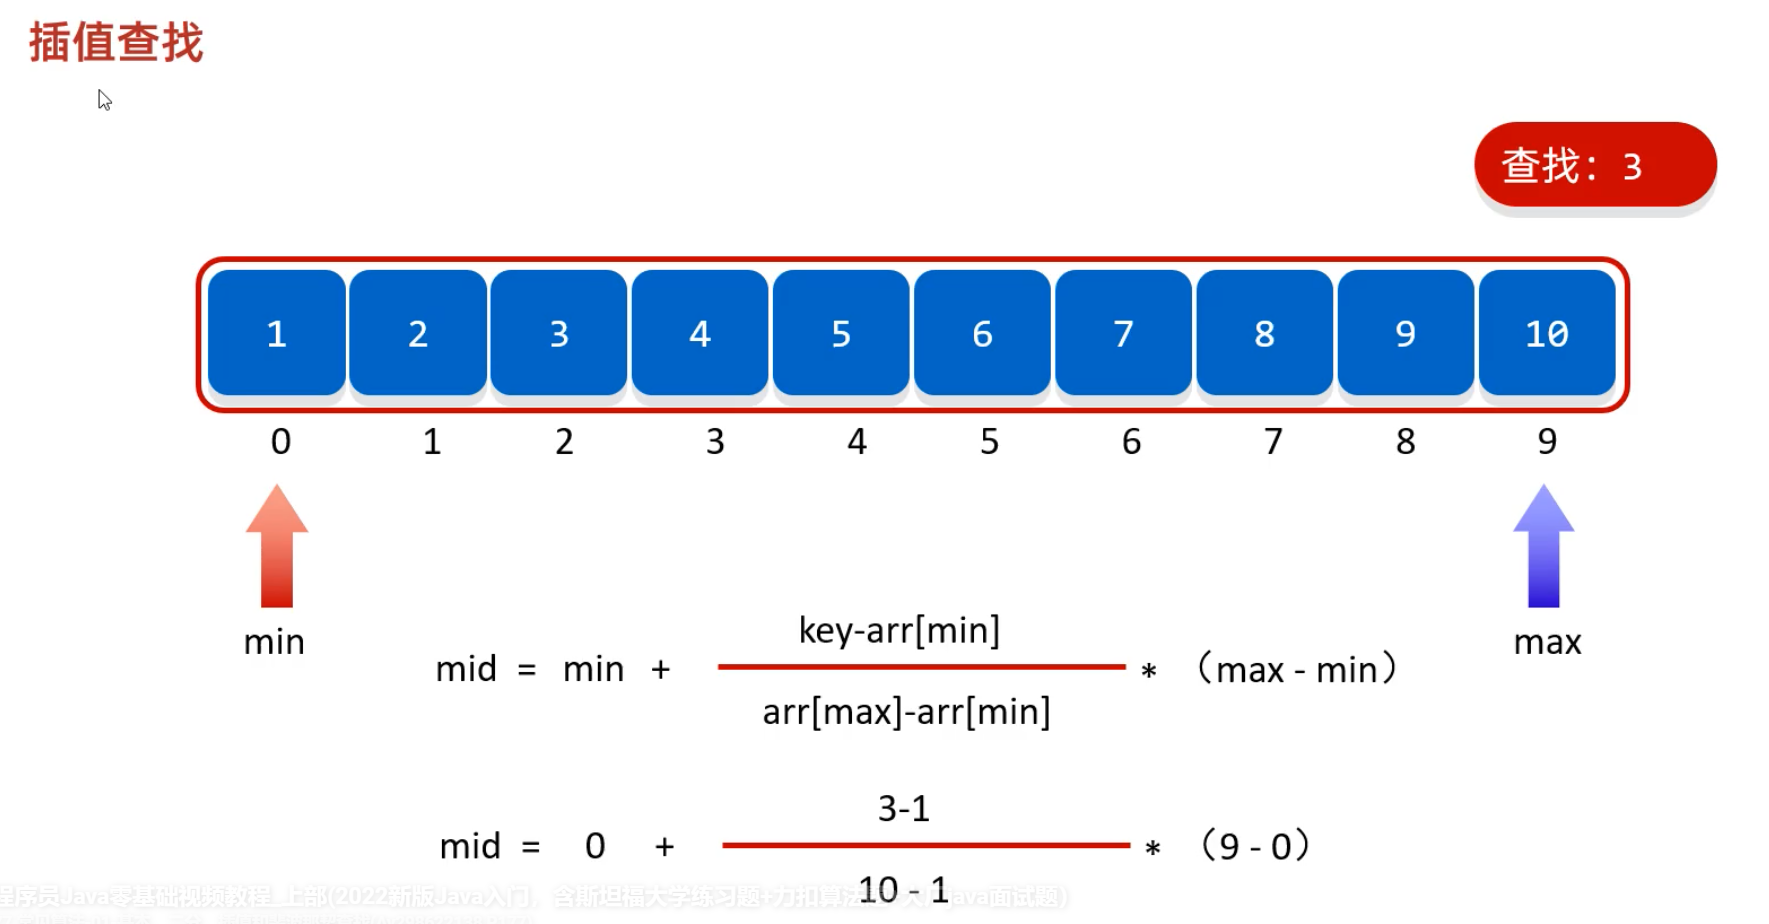 插值查找
查找：3
1 2 3 4 5 6 7 8 9 10
0 1 2 3 4 5 6 7 8 9
min max
key-arr[min]
mid = min + * （max - min）
arr[max]-arr[min]
3-1
mid = 0 + * （9 - 0）
10 - 1
程序员Java零基础视频教程_上部(2022新版Java入门，含斯坦福大学练习题+力扣算法题+大厂java面试题)